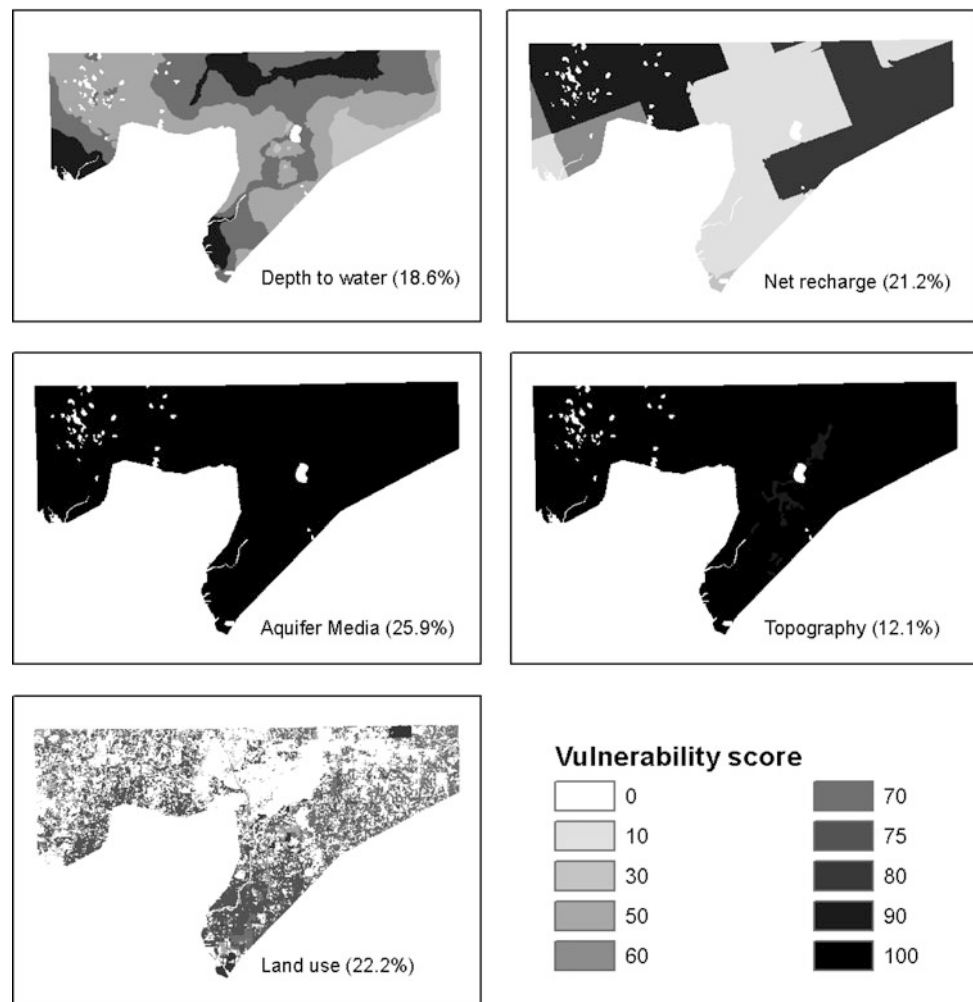 Depth to water (18.6%)
Net recharge (21.2%)
Aquifer Media (25.9%)
Topography (12.1%)
Land use (22.2%)
Vulnerability score
0
10
30
50
60
70
75
80
90
100